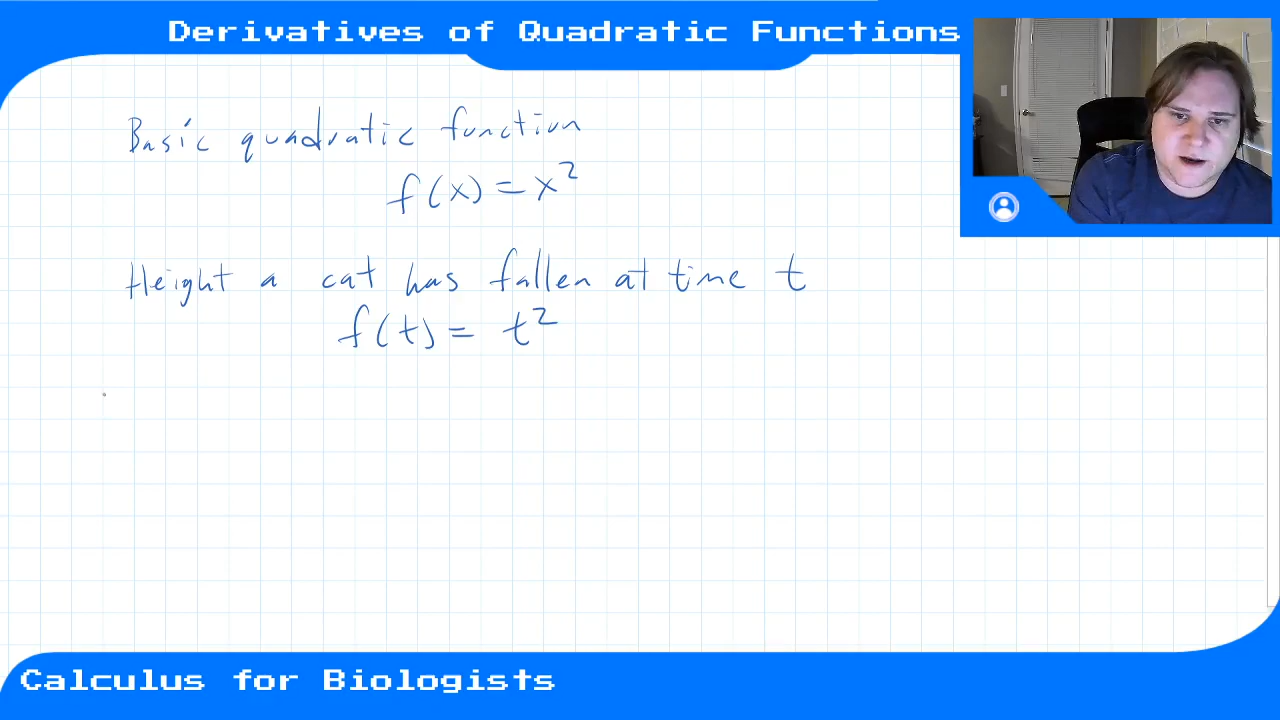 Derivatives of Quadratic Functions
Basic quadratic function
f(x) = x²
Height a cat has fallen at time t
f(t) = t²
Calculus for Biologists